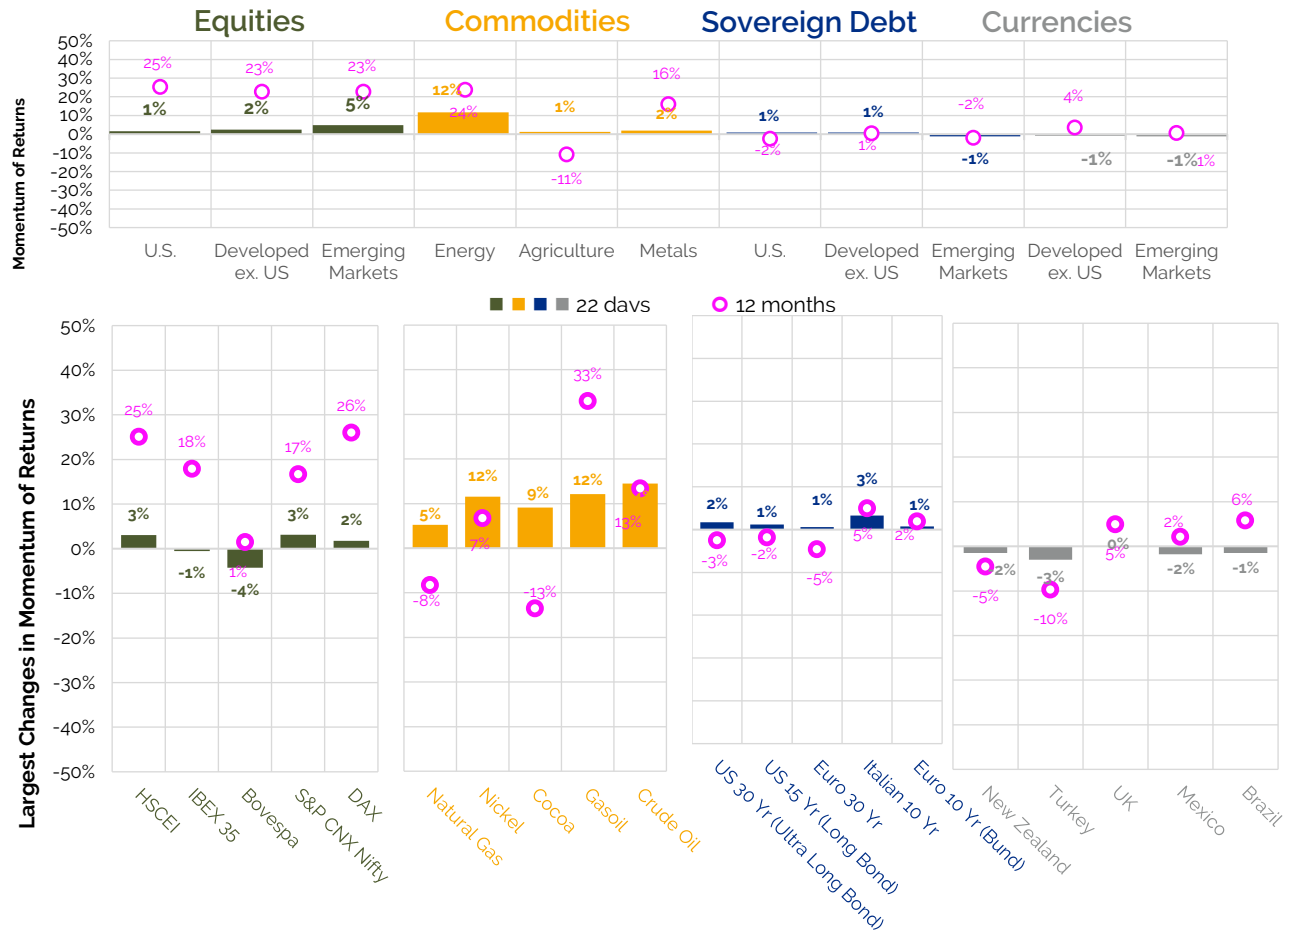 Equities
Commodities
Sovereign Debt
Currencies
Momentum of Returns
50%
40%
30%
20%
10%
0%
-10%
-20%
-30%
-40%
-50%
25%
23%
23%
24%
-11%
16%
-2%
1%
-2%
4%
1%
1%
2%
5%
12%
1%
2%
1%
1%
-1%
-1%
-1%
U.S.
Developed
ex. US
Emerging
Markets
Energy
Agriculture
Metals
U.S.
Developed
ex. US
Emerging
Markets
Developed
ex. US
Emerging
Markets
22 days
12 months
Largest Changes in Momentum of Returns
50%
40%
30%
20%
10%
0%
-10%
-20%
-30%
-40%
-50%
25%
18%
1%
17%
26%
3%
-1%
-4%
3%
2%
HSCEI
IBEX 35
Bovespa
S&P CNX Nifty
DAX
-8%
7%
-13%
33%
13%
5%
12%
9%
12%
Natural Gas
Nickel
Cocoa
Gasoil
Crude Oil
2%
1%
1%
3%
1%
-3%
-2%
-5%
5%
2%
US 30 Yr (Ultra Long Bond)
US 15 Yr (Long Bond)
Euro 30 Yr
Italian 10 Yr
Euro 10 Yr (Bund)
-5%
-10%
5%
2%
6%
2%
-3%
0%
-2%
-1%
New Zealand
Turkey
UK
Mexico
Brazil